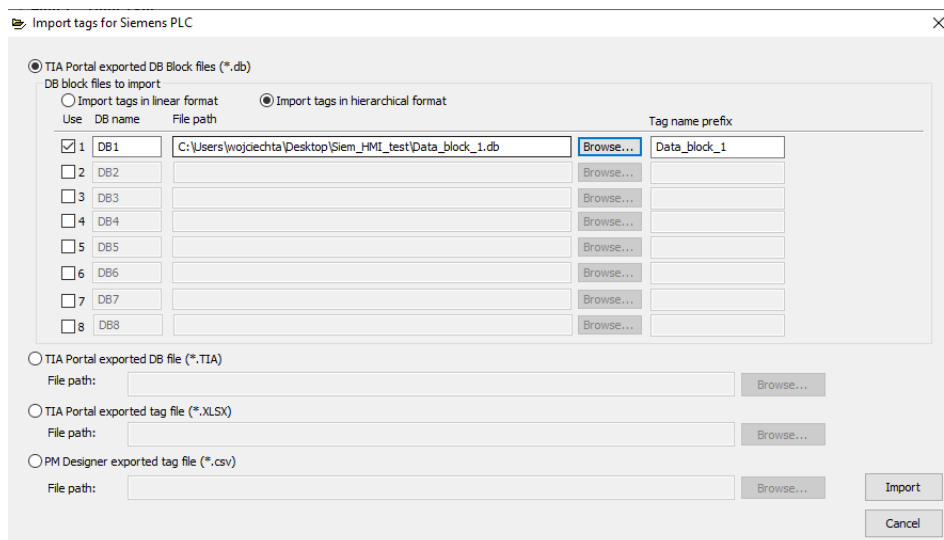 Import tags for Siemens PLC
TIA Portal exported DB Block files (*.db)
DB block files to import
Import tags in linear format Import tags in hierarchical format
Use DB name File path Tag name prefix
1 DB1 C:\Users\wojciechta\Desktop\Siem_HMI_test\Data_block_1.db Browse... Data_block_1
2 DB2 Browse...
3 DB3 Browse...
4 DB4 Browse...
5 DB5 Browse...
6 DB6 Browse...
7 DB7 Browse...
8 DB8 Browse...
TIA Portal exported DB file (*.TIA)
File path: Browse...
TIA Portal exported tag file (*.XLSX)
File path: Browse...
PM Designer exported tag file (*.csv)
File path: Browse... Import
Cancel